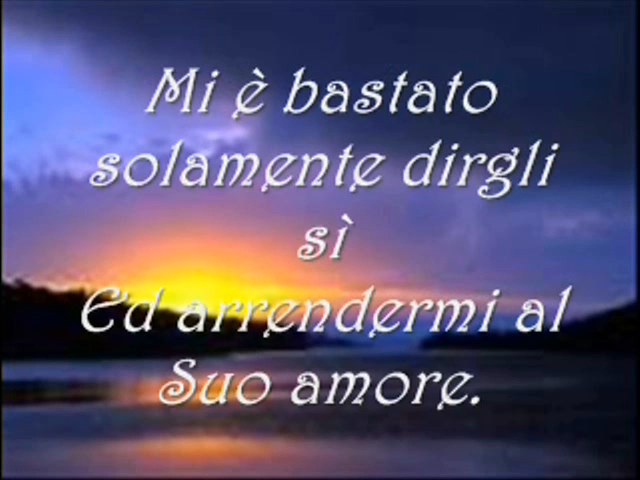 Mi è bastato
solamente dirgli
sì
Ed arrendermi al
Suo amore.